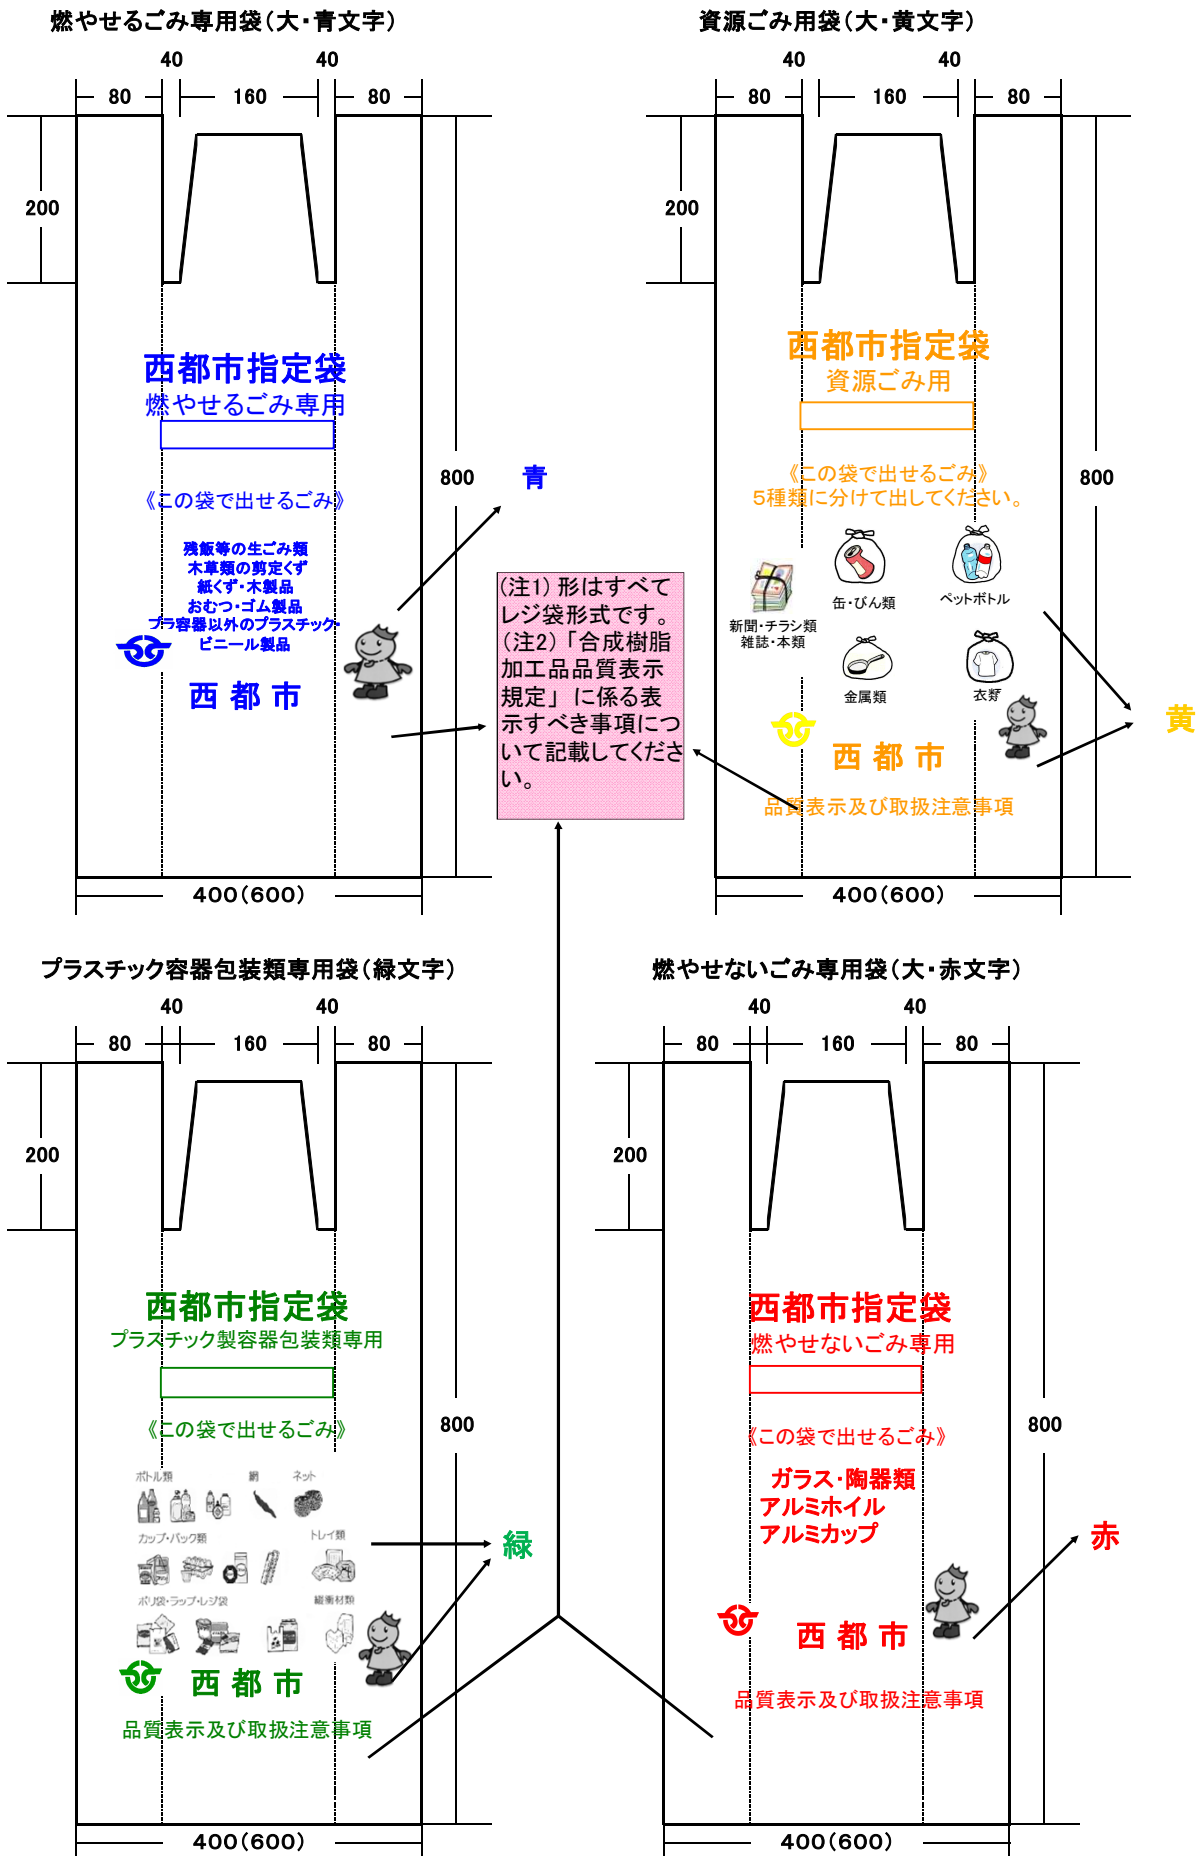 燃やせるごみ専用袋（大・青文字）
40
40
80
160
80
200
西都市指定袋
燃やせるごみ専用
《この袋で出せるごみ》
残飯等の生ごみ類
木草類の剪定くず
紙くず・木製品
おむつ・ゴム製品
プラ容器以外のプラスチック・
ビニール製品
西都市
800
青
400（600）
資源ごみ用袋（大・黄文字）
40
40
80
160
80
200
西都市指定袋
資源ごみ用
《この袋で出せるごみ》
５種類に分けて出してください。
缶・びん類
ペットボトル
新聞・チラシ類
雑誌・本類
金属類
衣類
西都市
品質表示及び取扱注意事項
800
黄
400（600）
（注1）形はすべて
レジ袋形式です。
（注2）「合成樹脂
加工品品質表示
規定」に係る表
示すべき事項につ
いて記載してくださ
い。
プラスチック容器包装類専用袋（緑文字）
40
40
80
160
80
200
西都市指定袋
プラスチック製容器包装類専用
《この袋で出せるごみ》
ボトル類
網
ネット
カップ・パック類
トレイ類
ポリ袋・ラップ・レジ袋
緩衝材類
西都市
品質表示及び取扱注意事項
800
緑
400（600）
燃やせないごみ専用袋（大・赤文字）
40
40
80
160
80
200
西都市指定袋
燃やせないごみ専用
《この袋で出せるごみ》
ガラス・陶器類
アルミホイル
アルミカップ
西都市
品質表示及び取扱注意事項
800
赤
400（600）